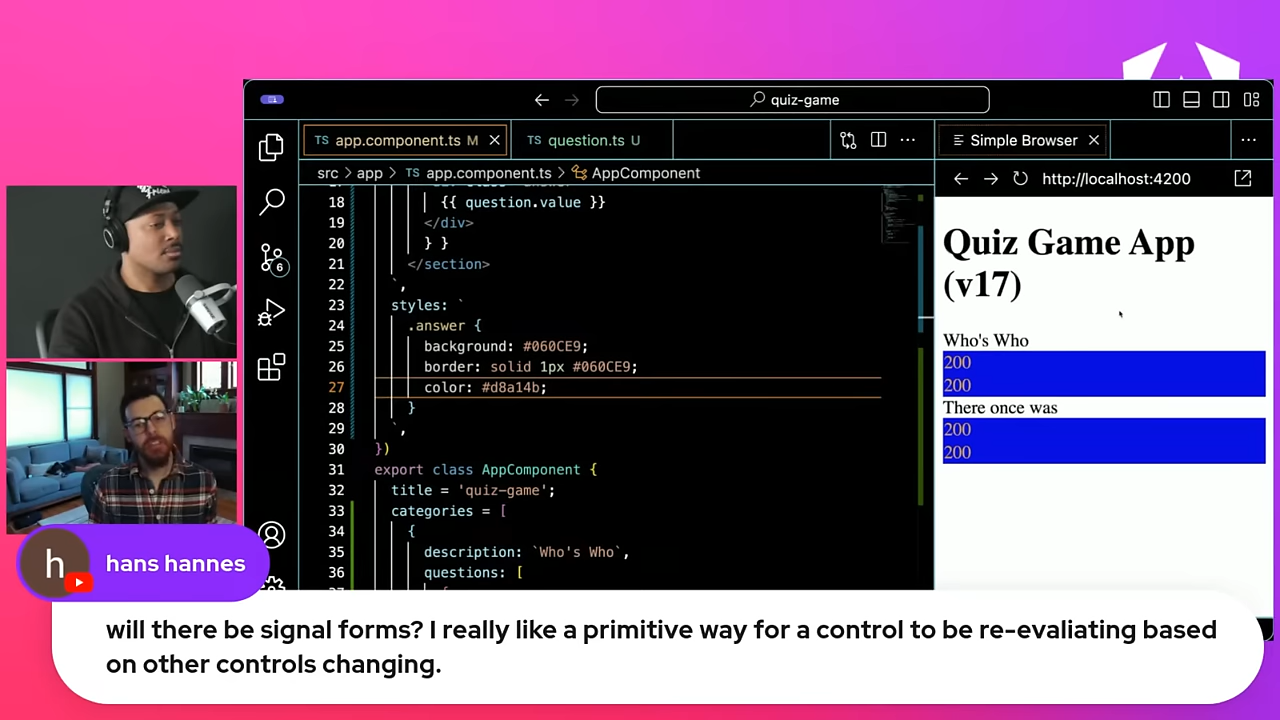 quiz-game
TS app.component.ts M
TS question.ts U
Simple Browser
src > app > TS app.component.ts > AppComponent
http://localhost:4200
18 {{ question.value }}
19 </div>
20 } }
21 </section>
22 `,
23 styles: `
24 .answer {
25 background: #060CE9;
26 border: solid 1px #060CE9;
27 color: #d8a14b;
28 }
29 `,
30 })
31 export class AppComponent {
32 title = 'quiz-game';
33 categories = [
34 {
35 description: `Who's Who`,
36 questions: [
6
Quiz Game App
(v17)
Who's Who
200
200
There once was
200
200
h
hans hannes
will there be signal forms? I really like a primitive way for a control to be re-evaliating based
on other controls changing.